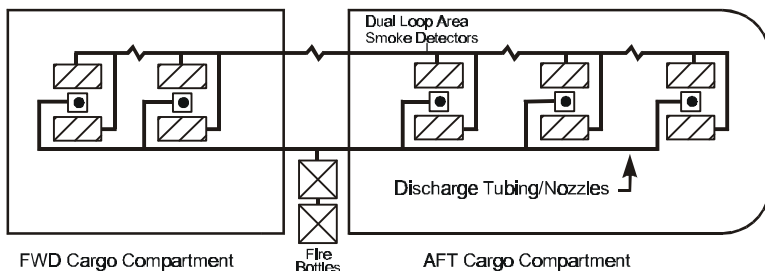 Dual Loop Area
Smoke Detectors
Discharge Tubing/Nozzles
FWD Cargo Compartment
Fire
Bottles
AFT Cargo Compartment